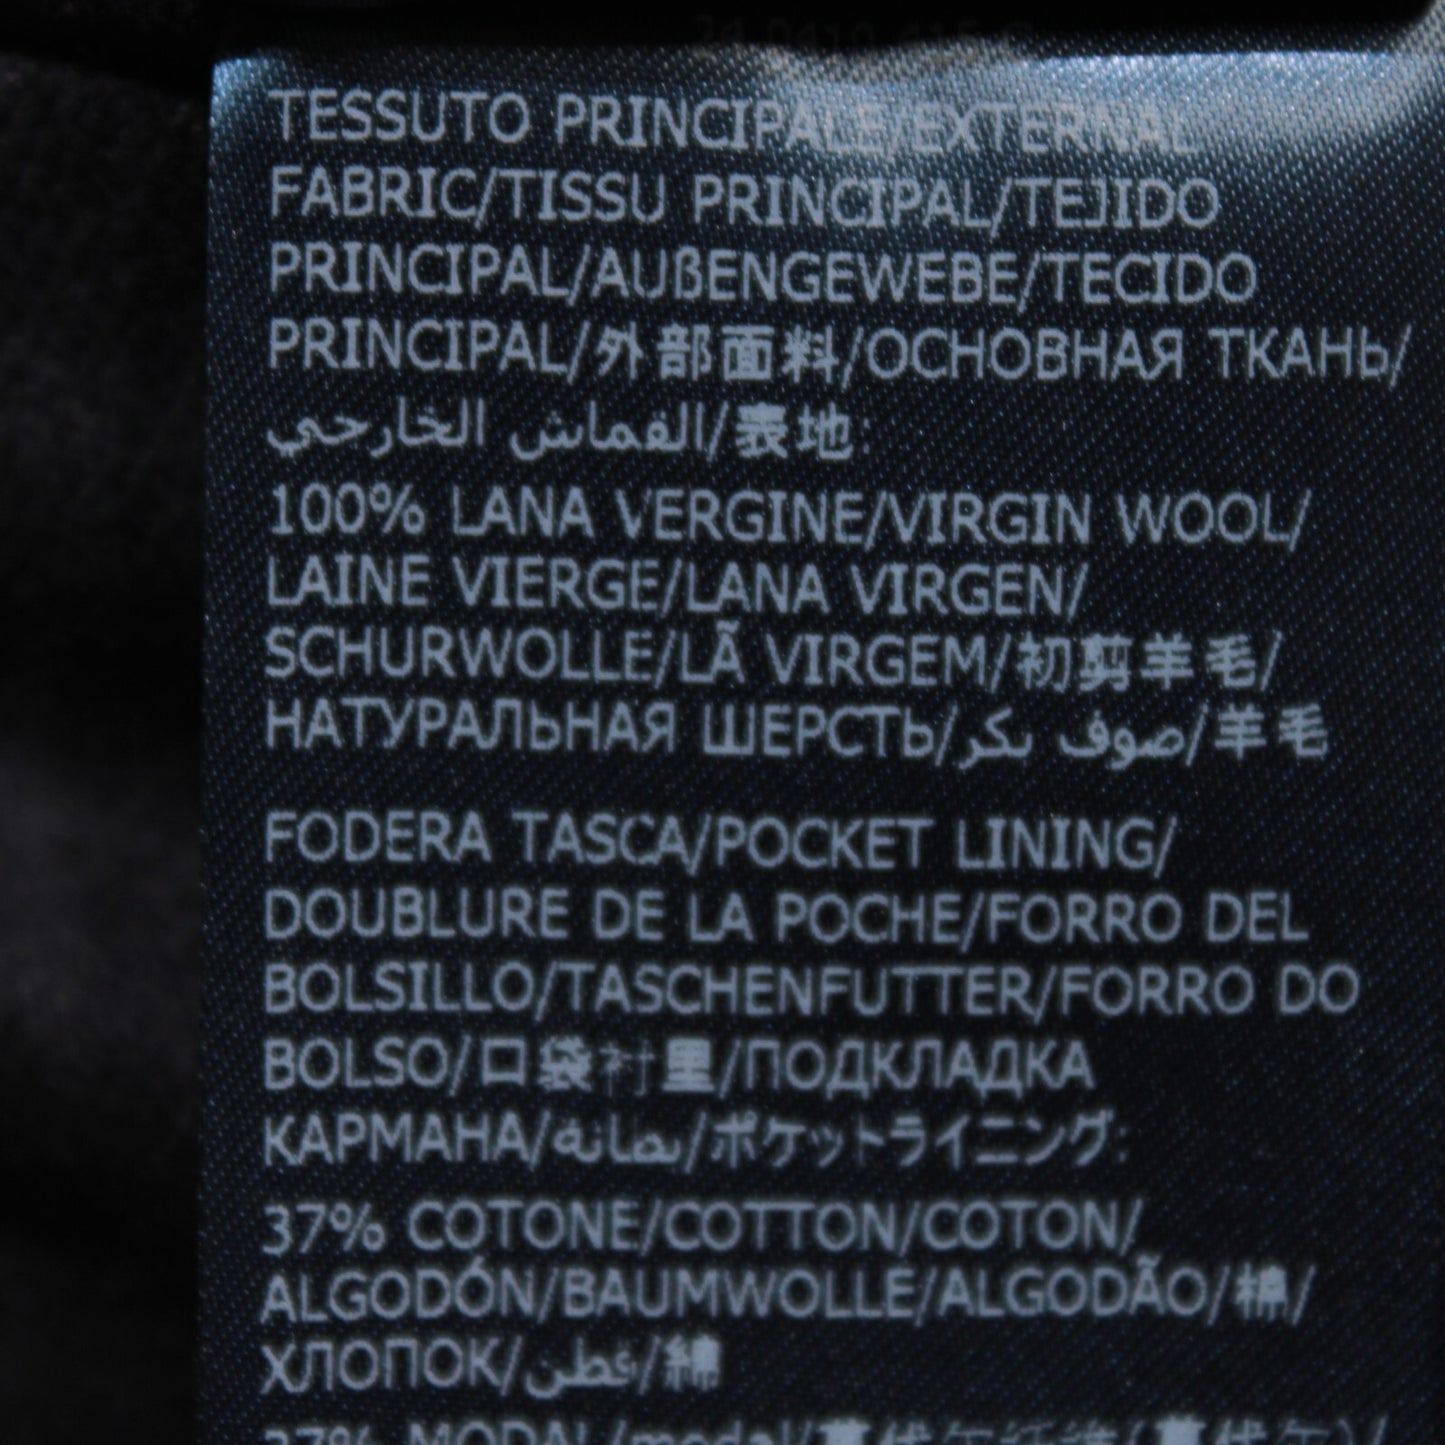 TESSUTO PRINCIPALE/EXTERNAL
FABRIC/TISSU PRINCIPAL/TEJIDO
PRINCIPAL/AUßENGEWEBE/TECIDO
PRINCIPAL/外部面料/ОСНОВНАЯ ТКАНЬ/
القماش الخارجي/表地:
100% LANA VERGINE/VIRGIN WOOL/
LAINE VIERGE/LANA VIRGEN/
SCHURWOLLE/LÃ VIRGEM/初剪羊毛/
НАТУРАЛЬНАЯ ШЕРСТЬ/صوف بكر/羊毛
FODERA TASCA/POCKET LINING/
DOUBLURE DE LA POCHE/FORRO DEL
BOLSILLO/TASCHENFUTTER/FORRO DO
BOLSO/口袋衬里/ПОДКЛАДКА
КАРМАНА/بطانة/ポケットライニング:
37% COTONE/COTTON/COTON/
ALGODÓN/BAUMWOLLE/ALGODÃO/棉/
ХЛОПОК/قطن/綿
37% MODAL/modal/